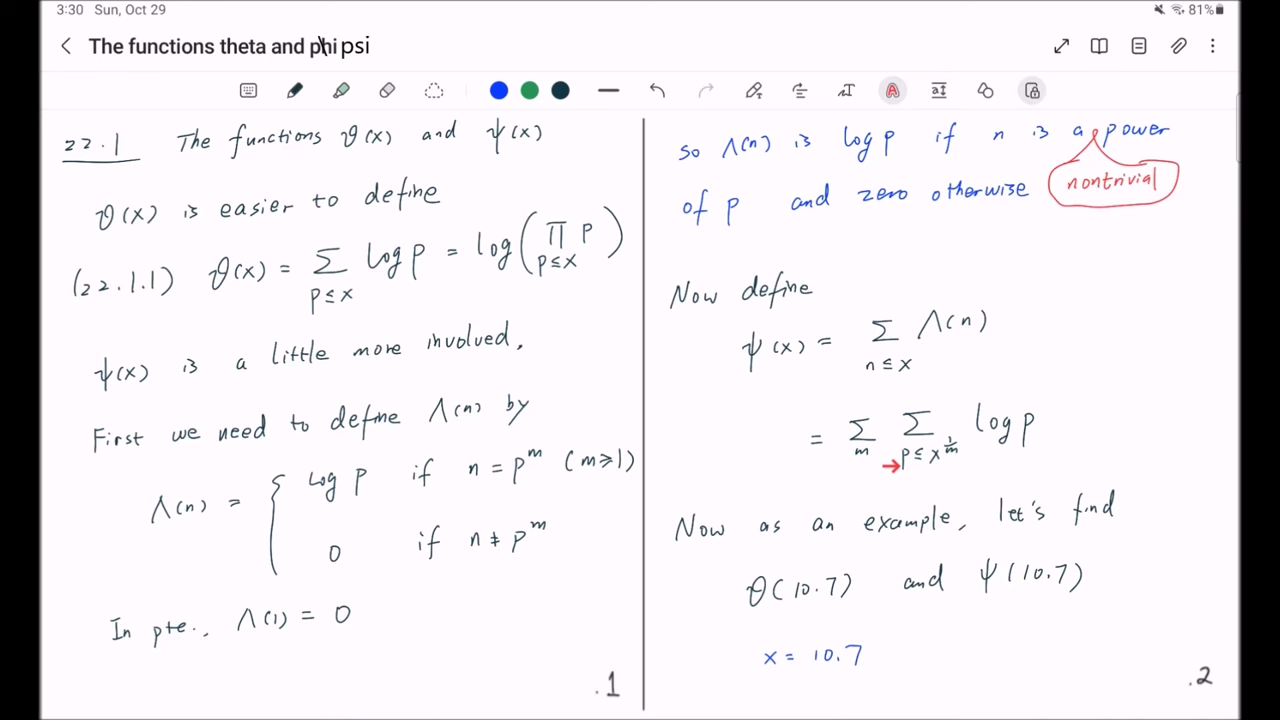 3:30 Sun, Oct 29
81%
The functions theta and phi psi
22.1 The functions ϑ(x) and ψ(x)
ϑ(x) is easier to define
(22.1.1) ϑ(x) = ∑_{p≤x} log p = log(∏_{p≤x} p)
ψ(x) is a little more involved.
First we need to define Λ(n) by
Λ(n) = { log p if n = p^m (m≥1)
0 if n ≠ p^m
In ptc., Λ(1) = 0
.1
so Λ(n) is log p if n is a power
nontrivial
of p and zero otherwise
Now define
ψ(x) = ∑_{n≤x} Λ(n)
= ∑_m ∑_{p≤x^{1/m}} log p
Now as an example, let's find
ϑ(10.7) and ψ(10.7)
x = 10.7
.2